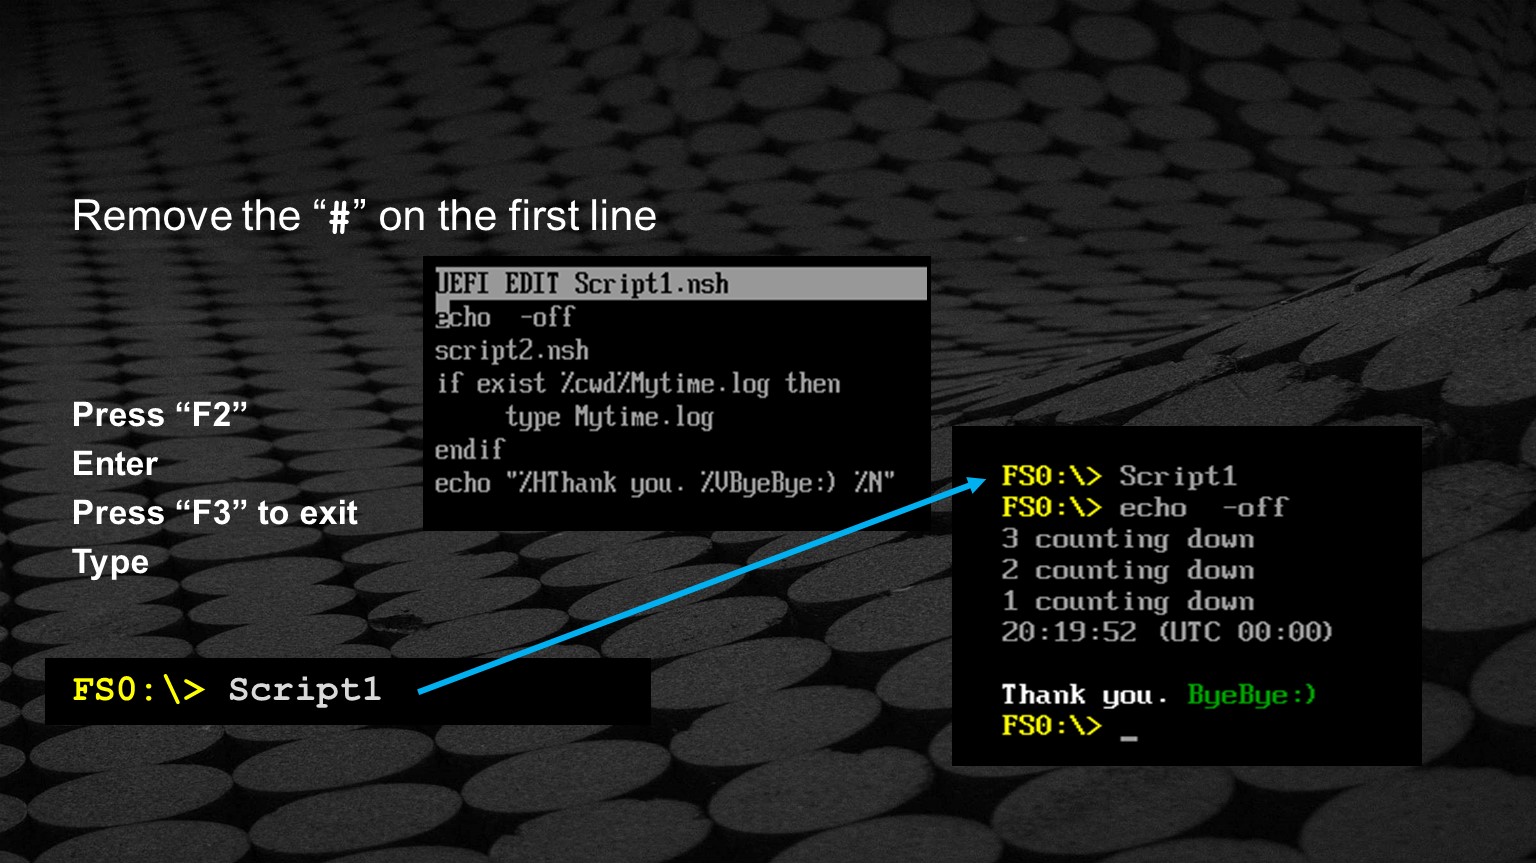 Remove the “#” on the first line
UEFI EDIT Script1.nsh
echo  -off
script2.nsh
if exist %cwd%Mytime.log then
     type Mytime.log
endif
echo "%HThank you. %VByeBye:) %N"
Press “F2”
Enter
Press “F3” to exit
Type
FS0:\> Script1
FS0:\> Script1
FS0:\> echo  -off
3 counting down
2 counting down
1 counting down
20:19:52 (UTC 00:00)
Thank you. ByeBye:)
FS0:\> _